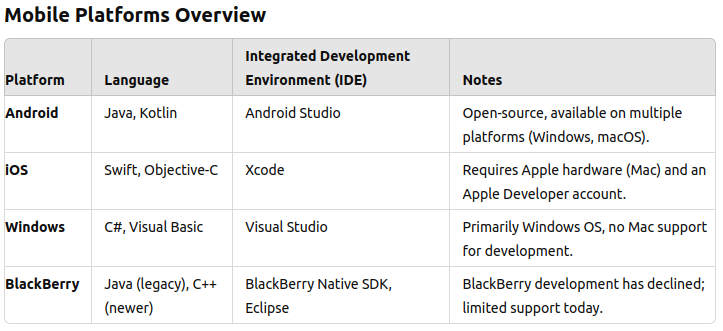 Mobile Platforms Overview
Integrated Development
Platform Language Environment (IDE) Notes
Android Java, Kotlin Android Studio Open-source, available on multiple
platforms (Windows, macOS).
iOS Swift, Objective-C Xcode Requires Apple hardware (Mac) and an
Apple Developer account.
Windows C#, Visual Basic Visual Studio Primarily Windows OS, no Mac support
for development.
BlackBerry Java (legacy), C++ BlackBerry Native SDK, BlackBerry development has declined;
(newer) Eclipse limited support today.